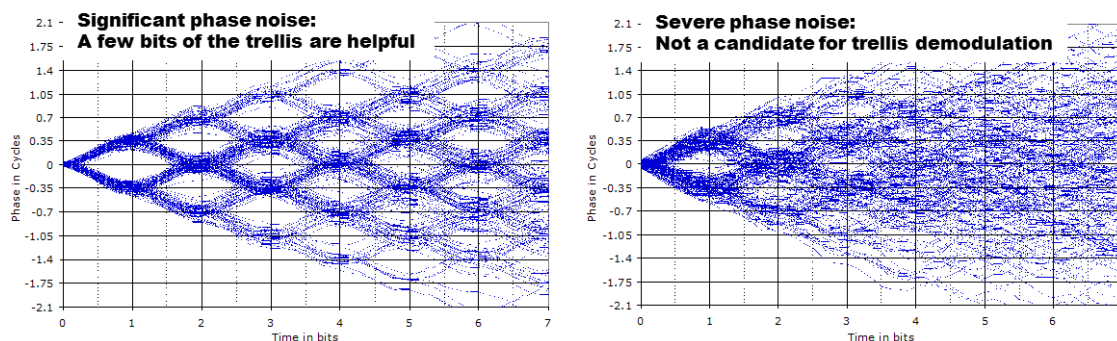 Significant phase noise:
A few bits of the trellis are helpful
2.1
1.75
1.4
1.05
0.7
0.35
0
-0.35
-0.7
-1.05
-1.4
-1.75
-2.1
Phase in Cycles
0 1 2 3 4 5 6 7
Time in bits
Severe phase noise:
Not a candidate for trellis demodulation
2.1
1.75
1.4
1.05
0.7
0.35
0
-0.35
-0.7
-1.05
-1.4
-1.75
-2.1
Phase in Cycles
0 1 2 3 4 5 6 7
Time in bits